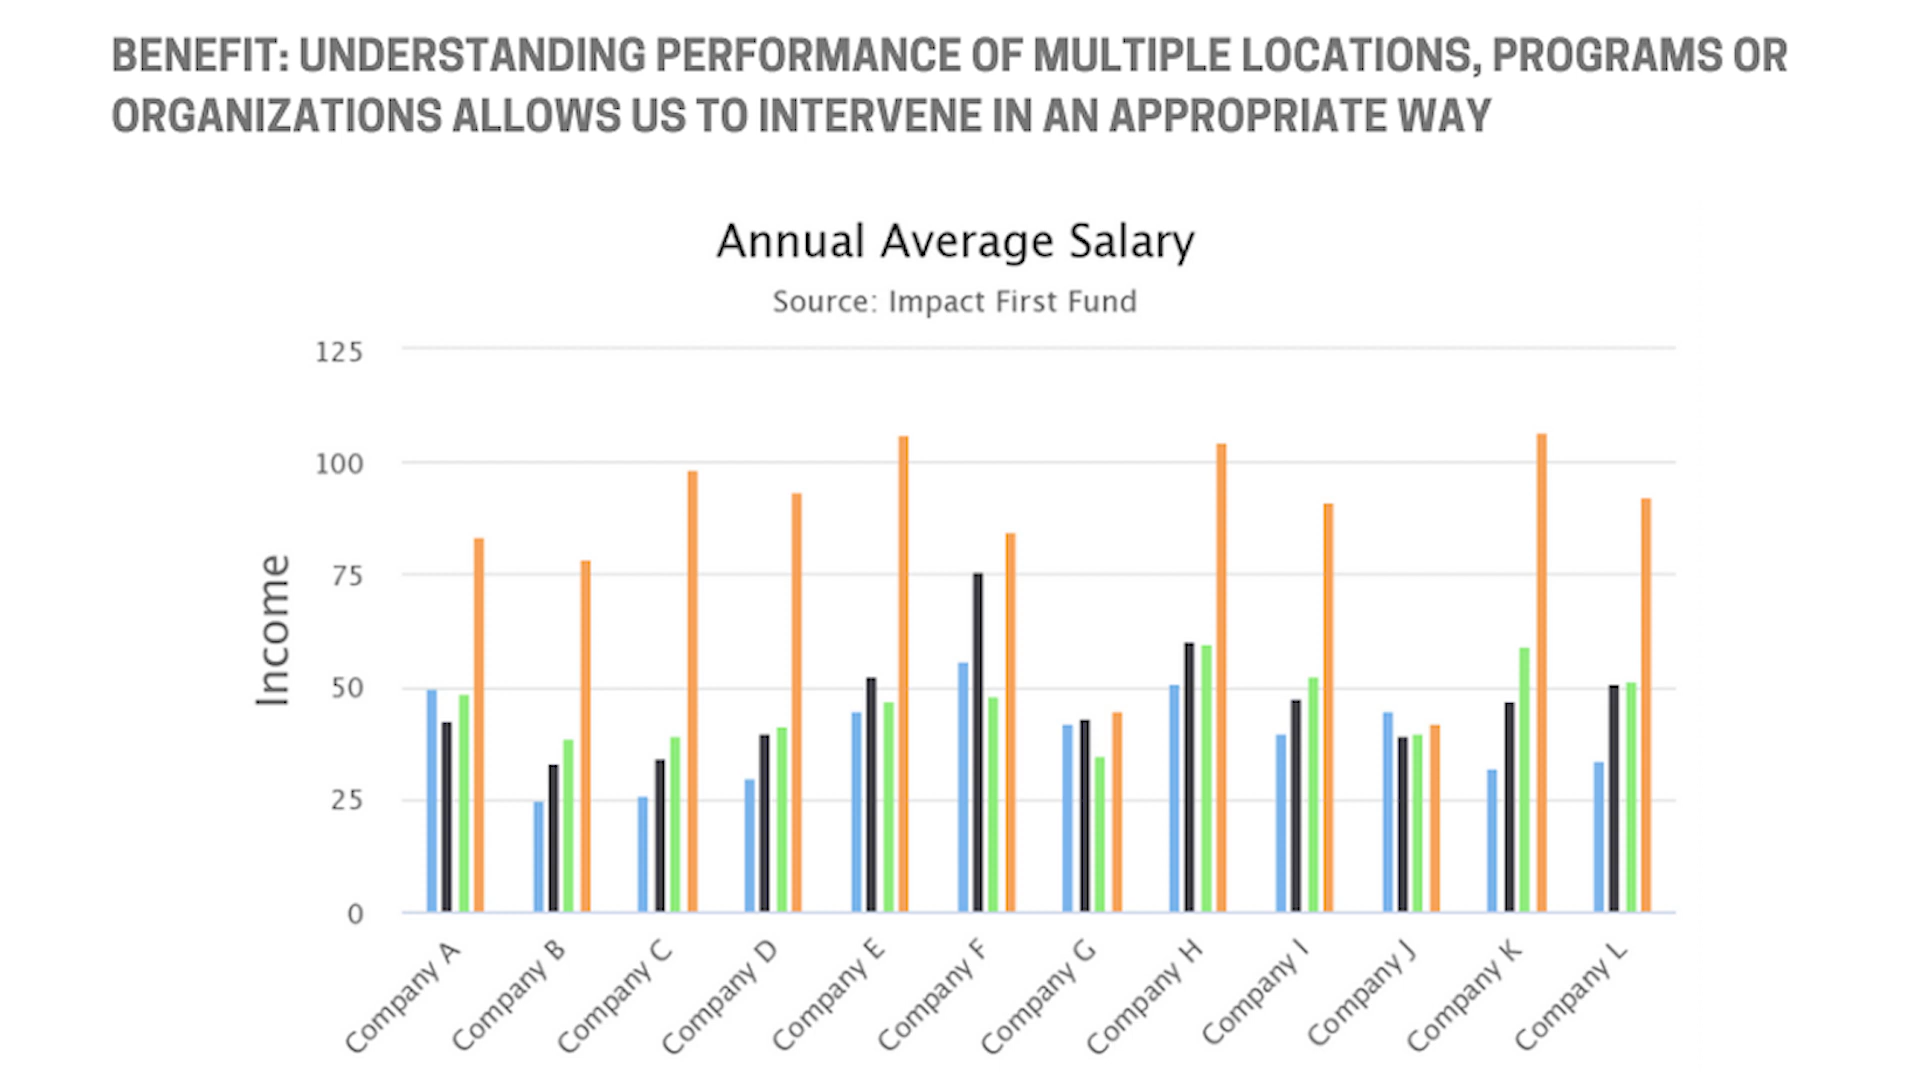 BENEFIT: UNDERSTANDING PERFORMANCE OF MULTIPLE LOCATIONS, PROGRAMS OR
ORGANIZATIONS ALLOWS US TO INTERVENE IN AN APPROPRIATE WAY
Annual Average Salary
Source: Impact First Fund
Income
125
100
75
50
25
0
Company A
Company B
Company C
Company D
Company E
Company F
Company G
Company H
Company I
Company J
Company K
Company L